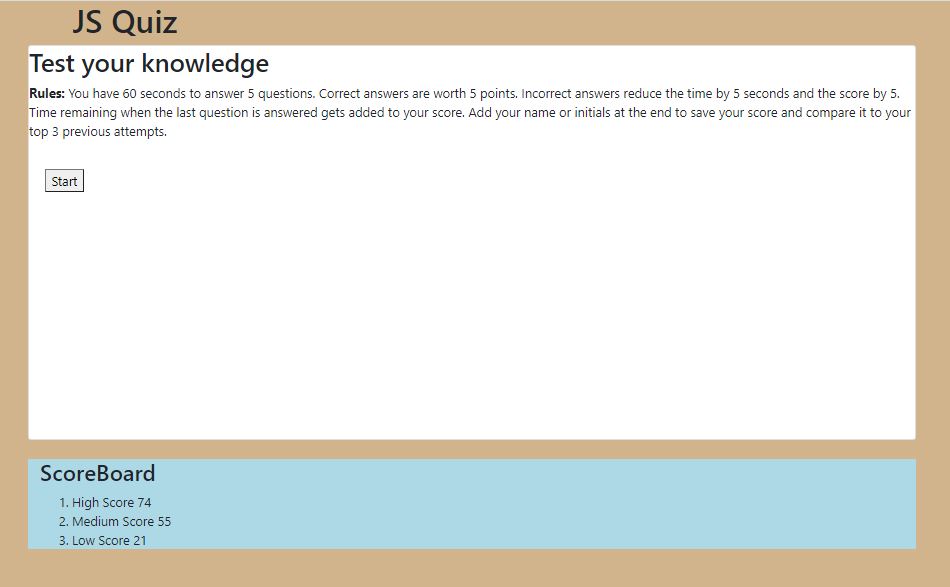 JS Quiz
Test your knowledge
Rules: You have 60 seconds to answer 5 questions. Correct answers are worth 5 points. Incorrect answers reduce the time by 5 seconds and the score by 5.
Time remaining when the last question is answered gets added to your score. Add your name or initials at the end to save your score and compare it to your
top 3 previous attempts.
Start
ScoreBoard
1. High Score 74
2. Medium Score 55
3. Low Score 21